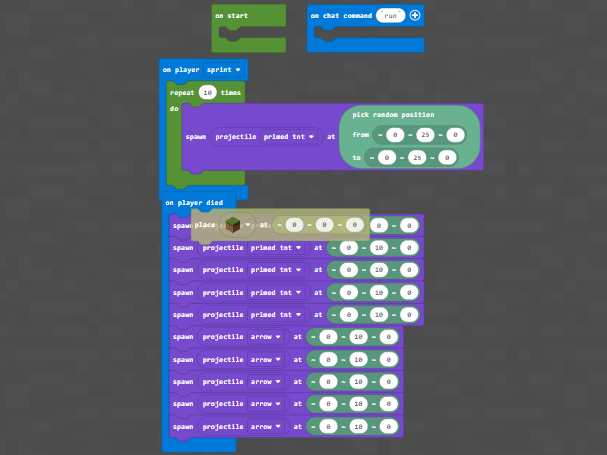 on start
on chat command "run"
on player sprint
repeat 10 times
do
pick random position
from ~ 0 ~ 25 ~ 0
spawn projectile primed tnt at
to ~ 0 ~ 25 ~ 0
on player died
spawn
place at ~ 0 ~ 0 ~ 0 0 ~ 0
spawn projectile primed tnt at ~ 0 ~ 10 ~ 0
spawn projectile primed tnt at ~ 0 ~ 10 ~ 0
spawn projectile primed tnt at ~ 0 ~ 10 ~ 0
spawn projectile primed tnt at ~ 0 ~ 10 ~ 0
spawn projectile arrow at ~ 0 ~ 10 ~ 0
spawn projectile arrow at ~ 0 ~ 10 ~ 0
spawn projectile arrow at ~ 0 ~ 10 ~ 0
spawn projectile arrow at ~ 0 ~ 10 ~ 0
spawn projectile arrow at ~ 0 ~ 10 ~ 0